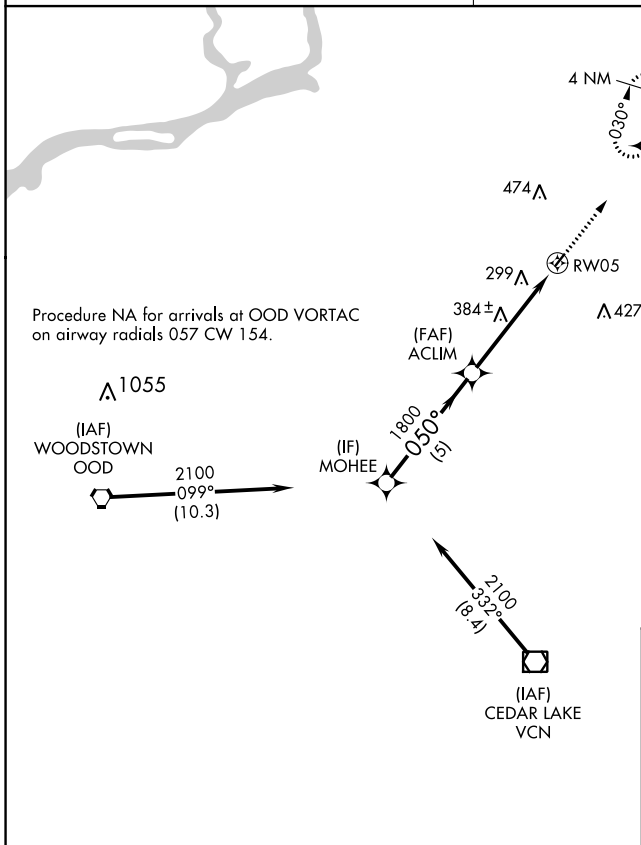 4 NM
030°
474
RW05
299
384±
427
Procedure NA for arrivals at OOD VORTAC
on airway radials 057 CW 154.
(FAF)
ACLIM
1055
(IAF)
WOODSTOWN
OOD
1800
050°
(5)
(IF)
MOHEE
2100
099°
(10.3)
2100
332°
(8.4)
(IAF)
CEDAR LAKE
VCN